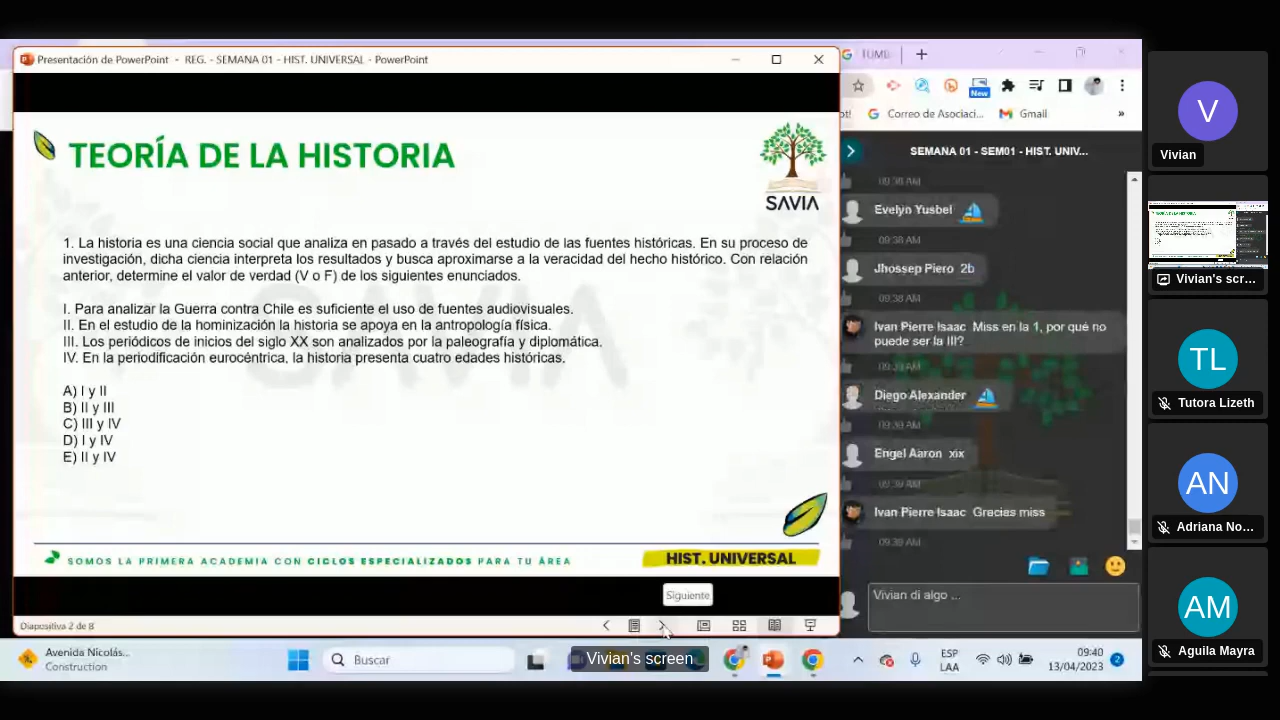 Presentación de PowerPoint - REG. - SEMANA 01 - HIST. UNIVERSAL - PowerPoint
TEORÍA DE LA HISTORIA
SAVIA
1. La historia es una ciencia social que analiza en pasado a través del estudio de las fuentes históricas. En su proceso de
investigación, dicha ciencia interpreta los resultados y busca aproximarse a la veracidad del hecho histórico. Con relación
anterior, determine el valor de verdad (V o F) de los siguientes enunciados.
I. Para analizar la Guerra contra Chile es suficiente el uso de fuentes audiovisuales.
II. En el estudio de la hominización la historia se apoya en la antropología física.
III. Los periódicos de inicios del siglo XX son analizados por la paleografía y diplomática.
IV. En la periodificación eurocéntrica, la historia presenta cuatro edades históricas.
A) I y II
B) II y III
C) III y IV
D) I y IV
E) II y IV
SAVIA
SOMOS LA PRIMERA ACADEMIA CON CICLOS ESPECIALIZADOS PARA TU ÁREA
HIST. UNIVERSAL
Siguiente
Diapositiva 2 de 8
TUMB
New
Correo de Asociaci...
Gmail
»
SEMANA 01 - SEM01 - HIST. UNIV...
09:38 AM
Evelyn Yusbel
09:38 AM
Jhossep Piero 2b
09:38 AM
Ivan Pierre Isaac Miss en la 1, por qué no
puede ser la III?
09:39 AM
Diego Alexander
09:39 AM
Engel Aaron xix
09:39 AM
Ivan Pierre Isaac Gracias miss
09:39 AM
Vivian di algo ...
Avenida Nicolás...
Construction
Buscar
Vivian's screen
ESP
LAA
09:40
13/04/2023
2
V
Vivian
Vivian's scr...
TL
Tutora Lizeth
AN
Adriana No...
AM
Aguila Mayra